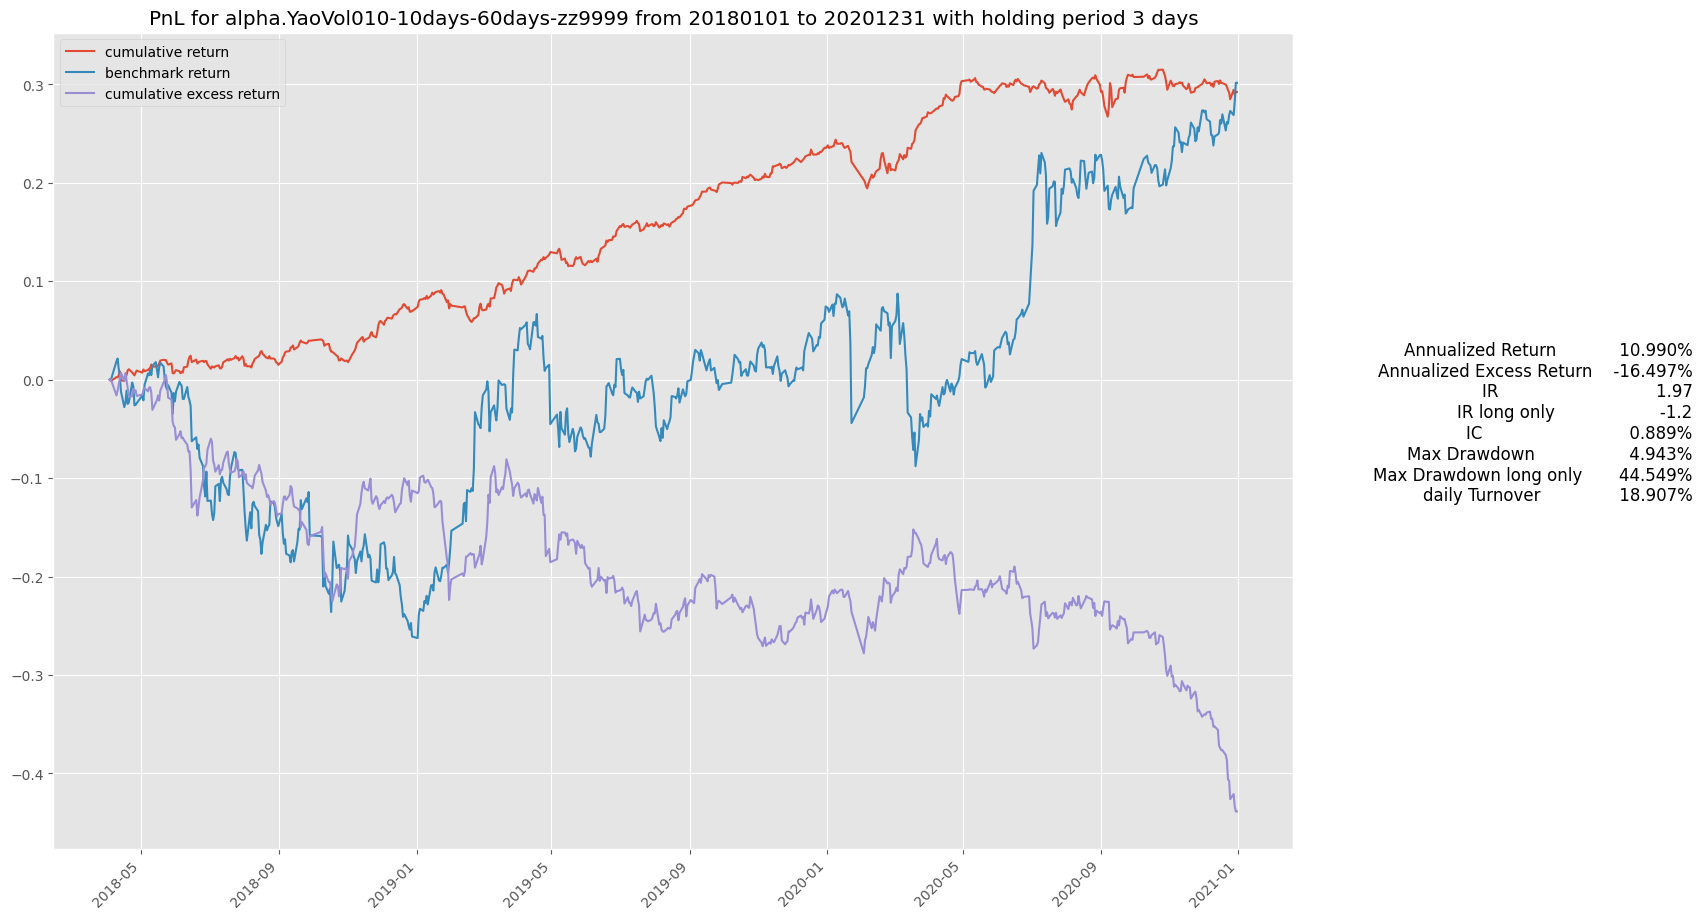 PnL for alpha.YaoVol010-10days-60days-zz9999 from 20180101 to 20201231 with holding period 3 days
cumulative return
benchmark return
cumulative excess return
0.3
0.2
0.1
0.0
−0.1
−0.2
−0.3
−0.4
2018-05
2018-09
2019-01
2019-05
2019-09
2020-01
2020-05
2020-09
2021-01
Annualized Return 10.990%
Annualized Excess Return -16.497%
IR 1.97
IR long only -1.2
IC 0.889%
Max Drawdown 4.943%
Max Drawdown long only 44.549%
daily Turnover 18.907%